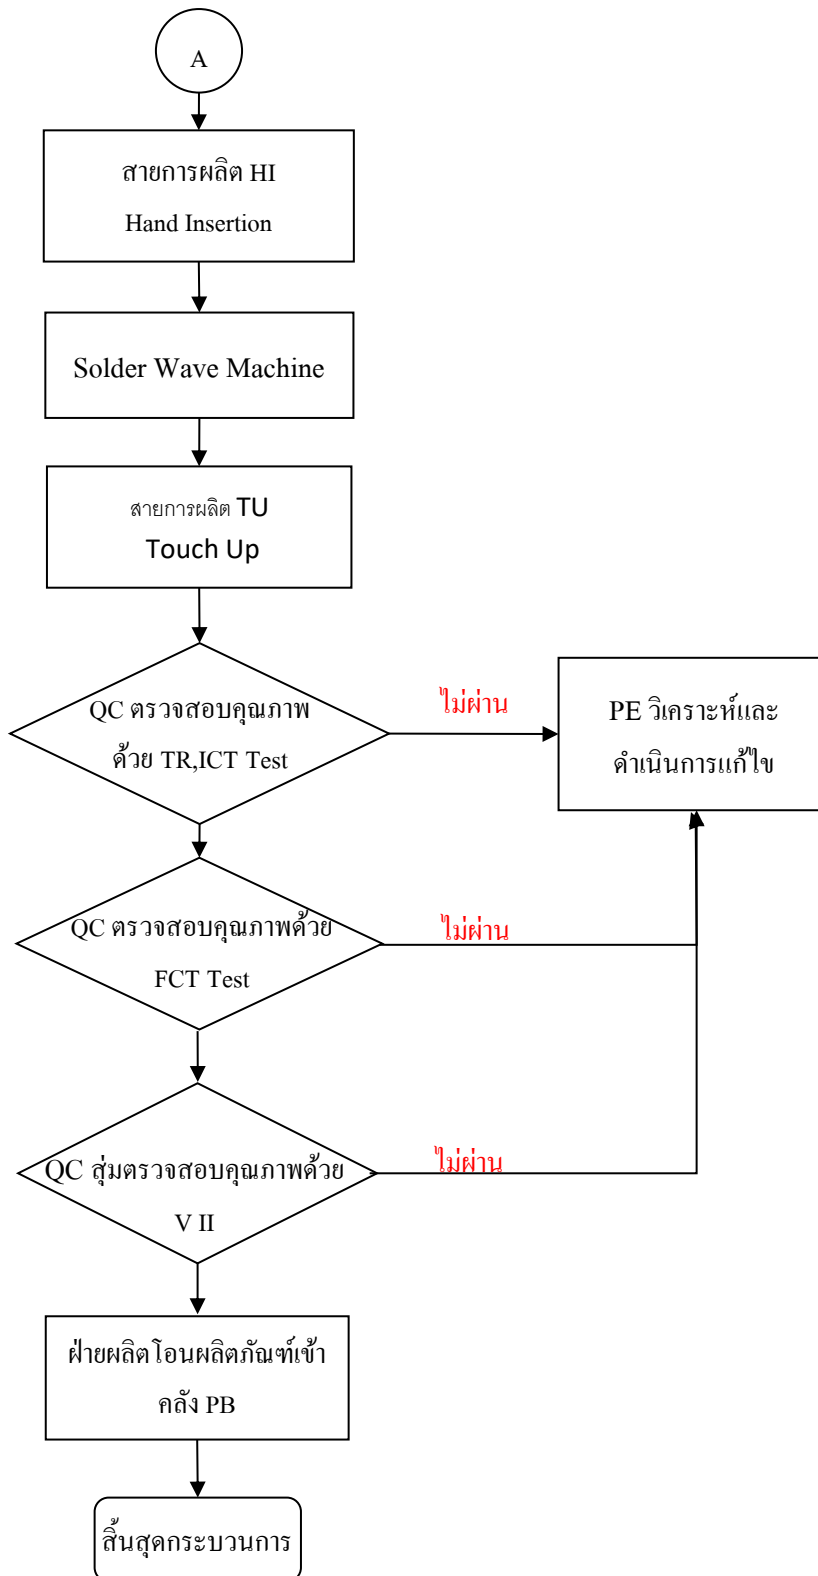 A
สายการผลิต HI
Hand Insertion
Solder Wave Machine
สายการผลิต TU
Touch Up
QC ตรวจสอบคุณภาพ
ด้วย TR,ICT Test
ไม่ผ่าน
PE วิเคราะห์และ
ดำเนินการแก้ไข
QC ตรวจสอบคุณภาพด้วย
FCT Test
ไม่ผ่าน
QC สุ่มตรวจสอบคุณภาพด้วย
V II
ไม่ผ่าน
ฝ่ายผลิตโอนผลิตภัณฑ์เข้า
คลัง PB
สิ้นสุดกระบวนการ